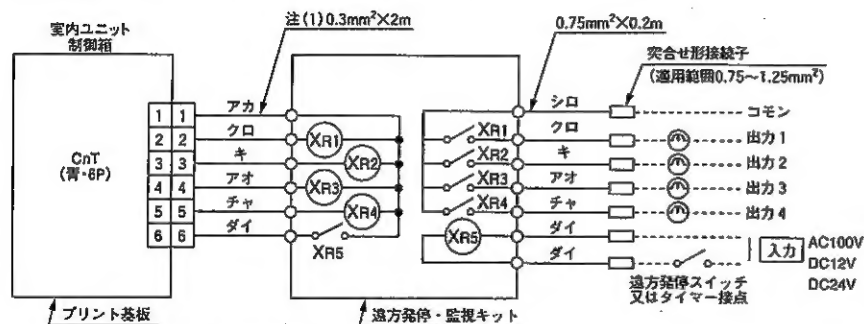 注(1)0.3mm²×2m
0.75mm²×0.2m
室内ユニット
制御箱
突合せ形接続子
(適用範囲0.75〜1.25mm²)
CnT
(青・6P)
1 1 アカ
2 2 クロ
3 3 キ
4 4 アオ
5 5 チャ
6 6 ダイ
XR1
XR2
XR3
XR4
XR5
XR1
XR2
XR3
XR4
XR5
シロ コモン
クロ 出力1
キ 出力2
アオ 出力3
チャ 出力4
ダイ
ダイ
入力
AC100V
DC12V
DC24V
遠方発停スイッチ
又はタイマー接点
プリント基板
遠方発停・監視キット